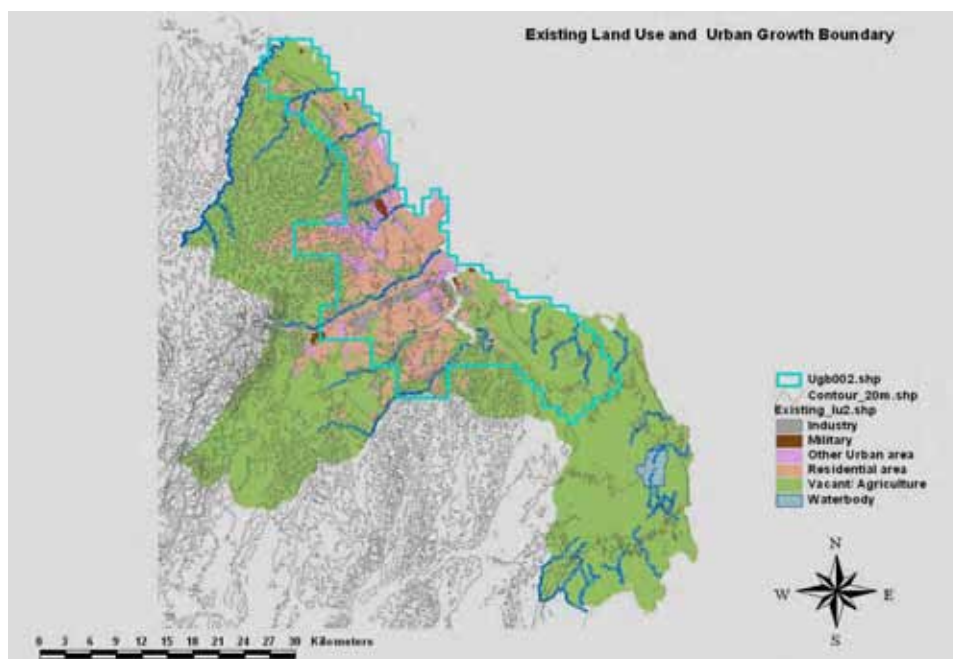 Existing Land Use and Urban Growth Boundary
Ugb002.shp
Contour_20m.shp
Existing_lu2.shp
Industry
Military
Other Urban area
Residential area
Vacant/ Agriculture
Waterbody
N
W E
S
0 3 6 9 12 15 18 21 24 27 30 Kilometers